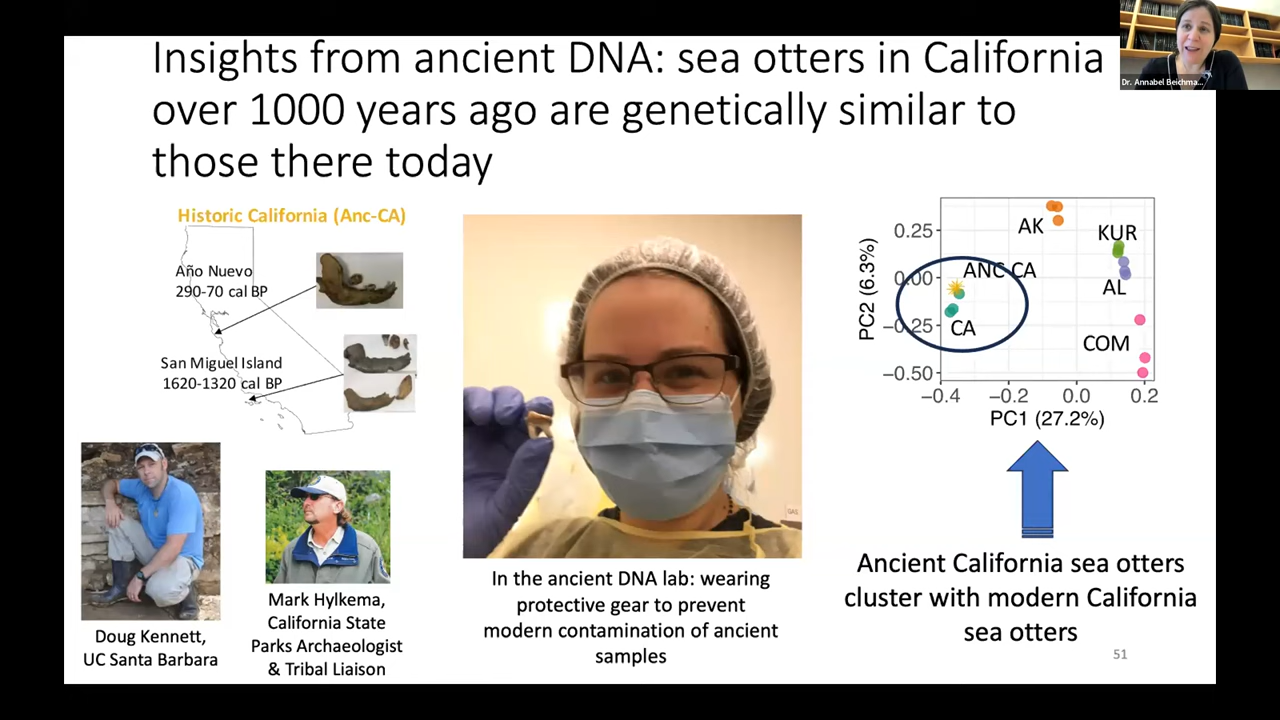 Insights from ancient DNA: sea otters in California
over 1000 years ago are genetically similar to
those there today
Dr. Annabel Beichma...
Historic California (Anc-CA)
Año Nuevo
290-70 cal BP
San Miguel Island
1620-1320 cal BP
Doug Kennett,
UC Santa Barbara
Mark Hylkema,
California State
Parks Archaeologist
& Tribal Liaison
In the ancient DNA lab: wearing
protective gear to prevent
modern contamination of ancient
samples
PC2 (6.3%)
0.25
0.00
−0.25
−0.50
AK
KUR
ANC CA
AL
CA
COM
−0.4
−0.2
0.0
0.2
PC1 (27.2%)
Ancient California sea otters
cluster with modern California
sea otters
51